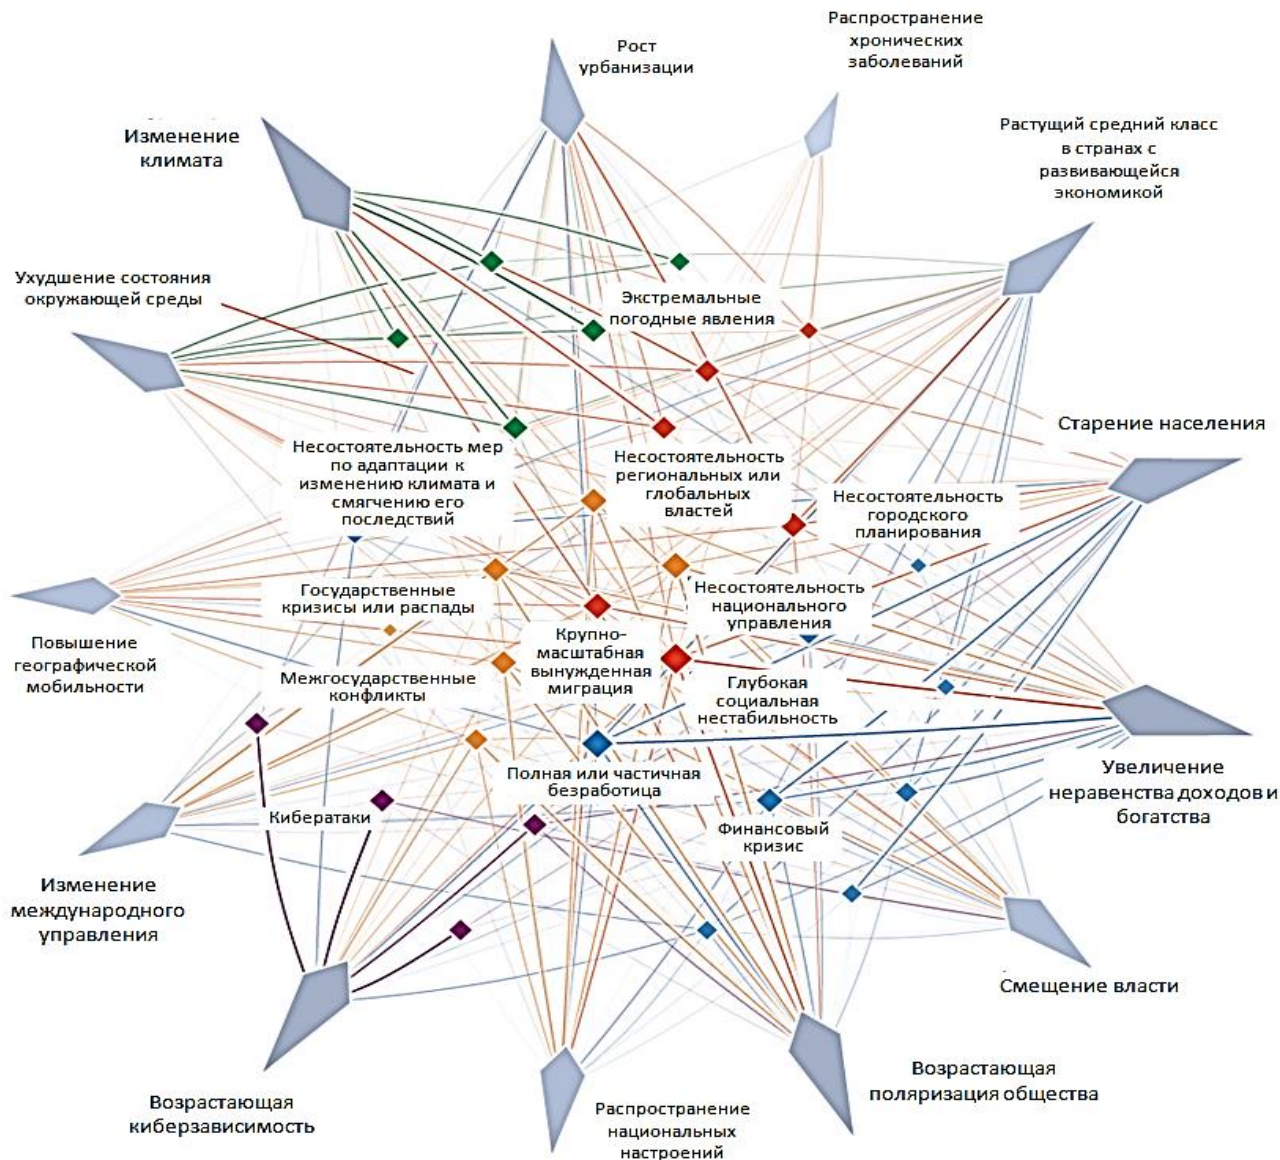 Распространение
хронических
заболеваний
Рост
урбанизации
Изменение
климата
Растущий средний класс
в странах с
развивающейся
экономикой
Ухудшение состояния
окружающей среды
Экстремальные
погодные явления
Старение населения
Несостоятельность мер
по адаптации к
изменению климата и
смягчению его
последствий
Несостоятельность
региональных или
глобальных
властей
Несостоятельность
городского
планирования
Государственные
кризисы или распады
Несостоятельность
национального
управления
Повышение
географической
мобильности
Крупно-
масштабная
вынужденная
миграция
Межгосударственные
конфликты
Глубокая
социальная
нестабильность
Увеличение
неравенства доходов и
богатства
Полная или частичная
безработица
Кибератаки
Финансовый
кризис
Изменение
международного
управления
Смещение власти
Возрастающая
киберзависимость
Распространение
национальных
настроений
Возрастающая
поляризация общества